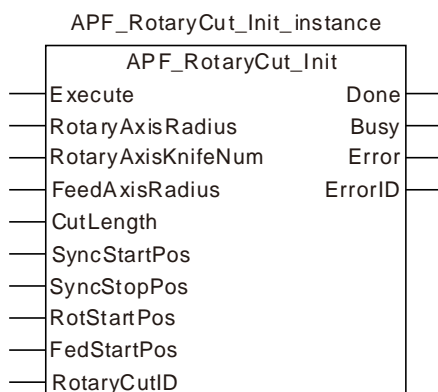 APF_RotaryCut_Init_instance
APF_RotaryCut_Init
Execute Done
RotaryAxisRadius Busy
RotaryAxisKnifeNum Error
FeedAxisRadius ErrorID
CutLength
SyncStartPos
SyncStopPos
RotStartPos
FedStartPos
RotaryCutID